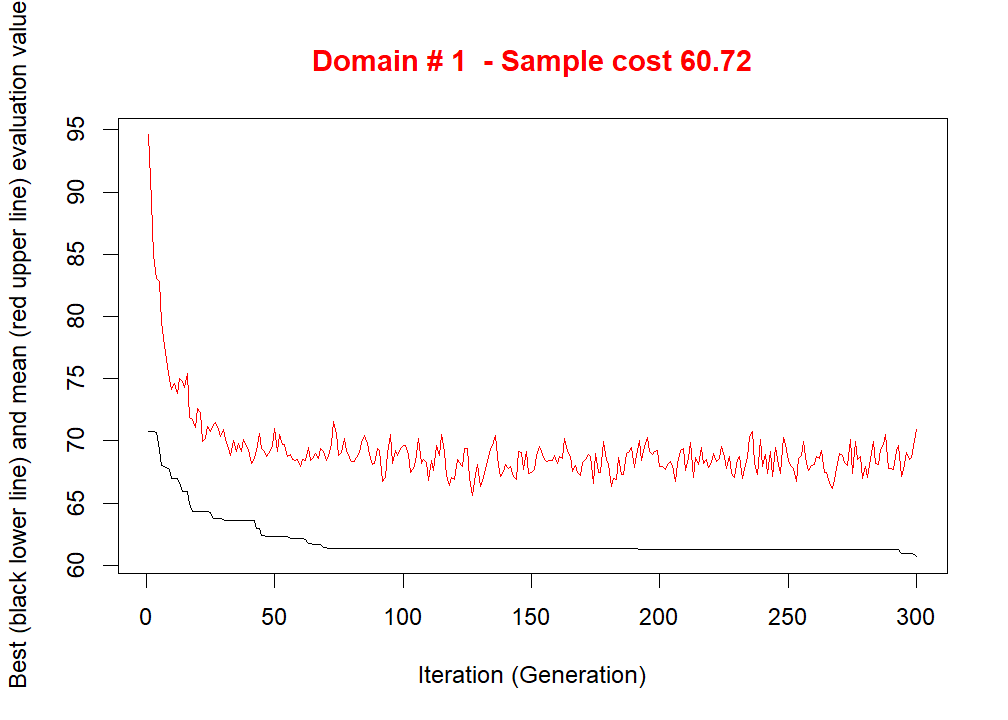 Domain # 1  - Sample cost 60.72
Best (black lower line) and mean (red upper line) evaluation value
95
90
85
80
75
70
65
60
0 50 100 150 200 250 300
Iteration (Generation)